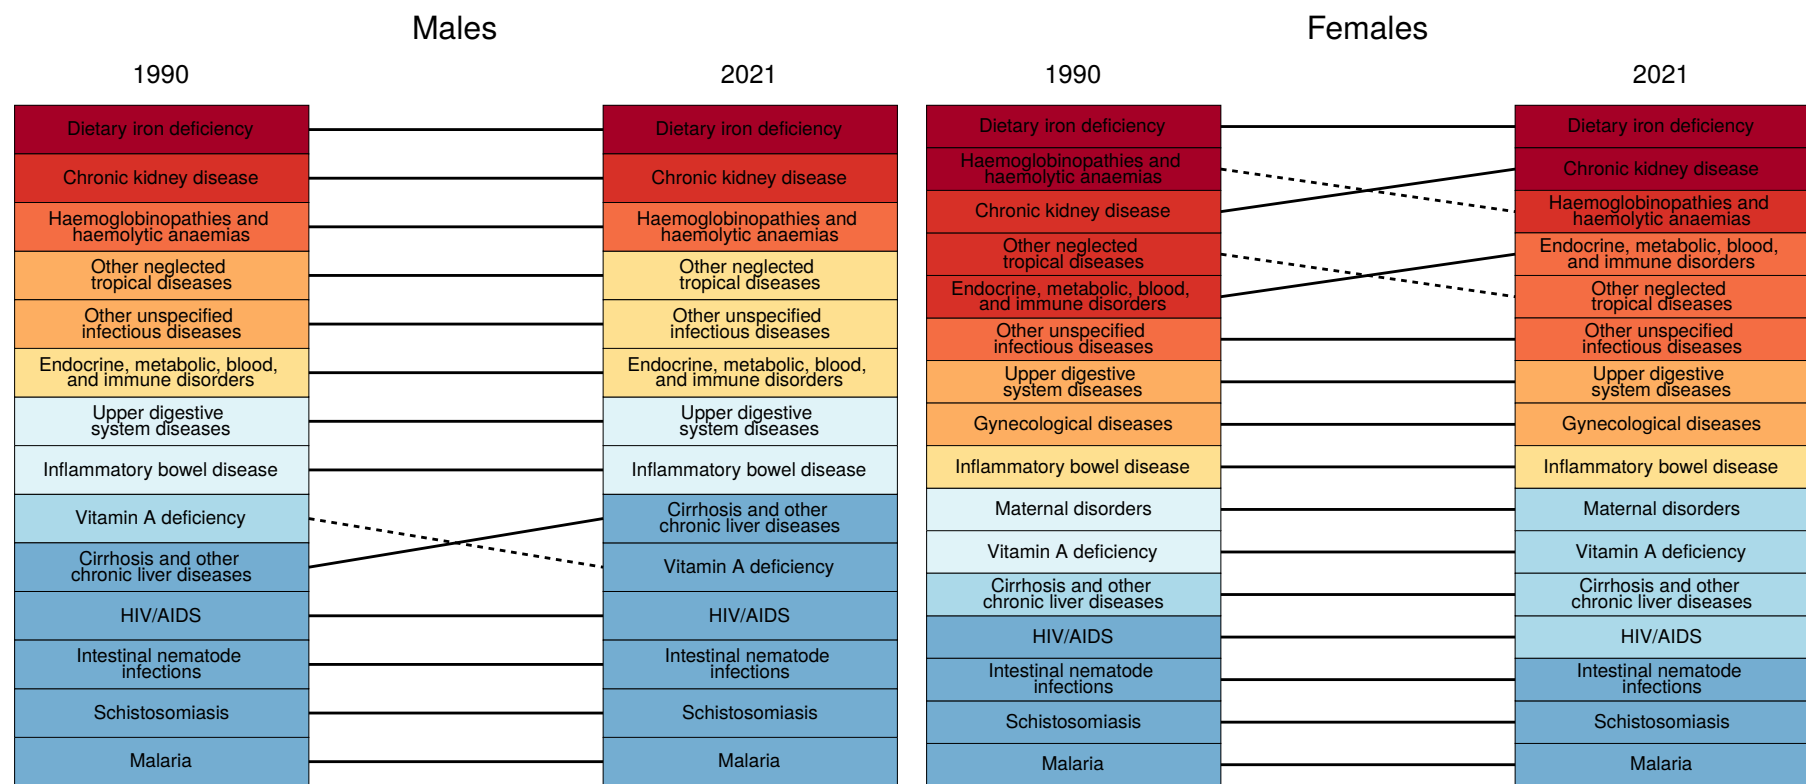 Males
1990
2021
Dietary iron deficiency
Chronic kidney disease
Haemoglobinopathies and
haemolytic anaemias
Other neglected
tropical diseases
Other unspecified
infectious diseases
Endocrine, metabolic, blood,
and immune disorders
Upper digestive
system diseases
Inflammatory bowel disease
Vitamin A deficiency
Cirrhosis and other
chronic liver diseases
HIV/AIDS
Intestinal nematode
infections
Schistosomiasis
Malaria
Dietary iron deficiency
Chronic kidney disease
Haemoglobinopathies and
haemolytic anaemias
Other neglected
tropical diseases
Other unspecified
infectious diseases
Endocrine, metabolic, blood,
and immune disorders
Upper digestive
system diseases
Inflammatory bowel disease
Cirrhosis and other
chronic liver diseases
Vitamin A deficiency
HIV/AIDS
Intestinal nematode
infections
Schistosomiasis
Malaria
Females
1990
2021
Dietary iron deficiency
Haemoglobinopathies and
haemolytic anaemias
Chronic kidney disease
Other neglected
tropical diseases
Endocrine, metabolic, blood,
and immune disorders
Other unspecified
infectious diseases
Upper digestive
system diseases
Gynecological diseases
Inflammatory bowel disease
Maternal disorders
Vitamin A deficiency
Cirrhosis and other
chronic liver diseases
HIV/AIDS
Intestinal nematode
infections
Schistosomiasis
Malaria
Dietary iron deficiency
Chronic kidney disease
Haemoglobinopathies and
haemolytic anaemias
Endocrine, metabolic, blood,
and immune disorders
Other neglected
tropical diseases
Other unspecified
infectious diseases
Upper digestive
system diseases
Gynecological diseases
Inflammatory bowel disease
Maternal disorders
Vitamin A deficiency
Cirrhosis and other
chronic liver diseases
HIV/AIDS
Intestinal nematode
infections
Schistosomiasis
Malaria